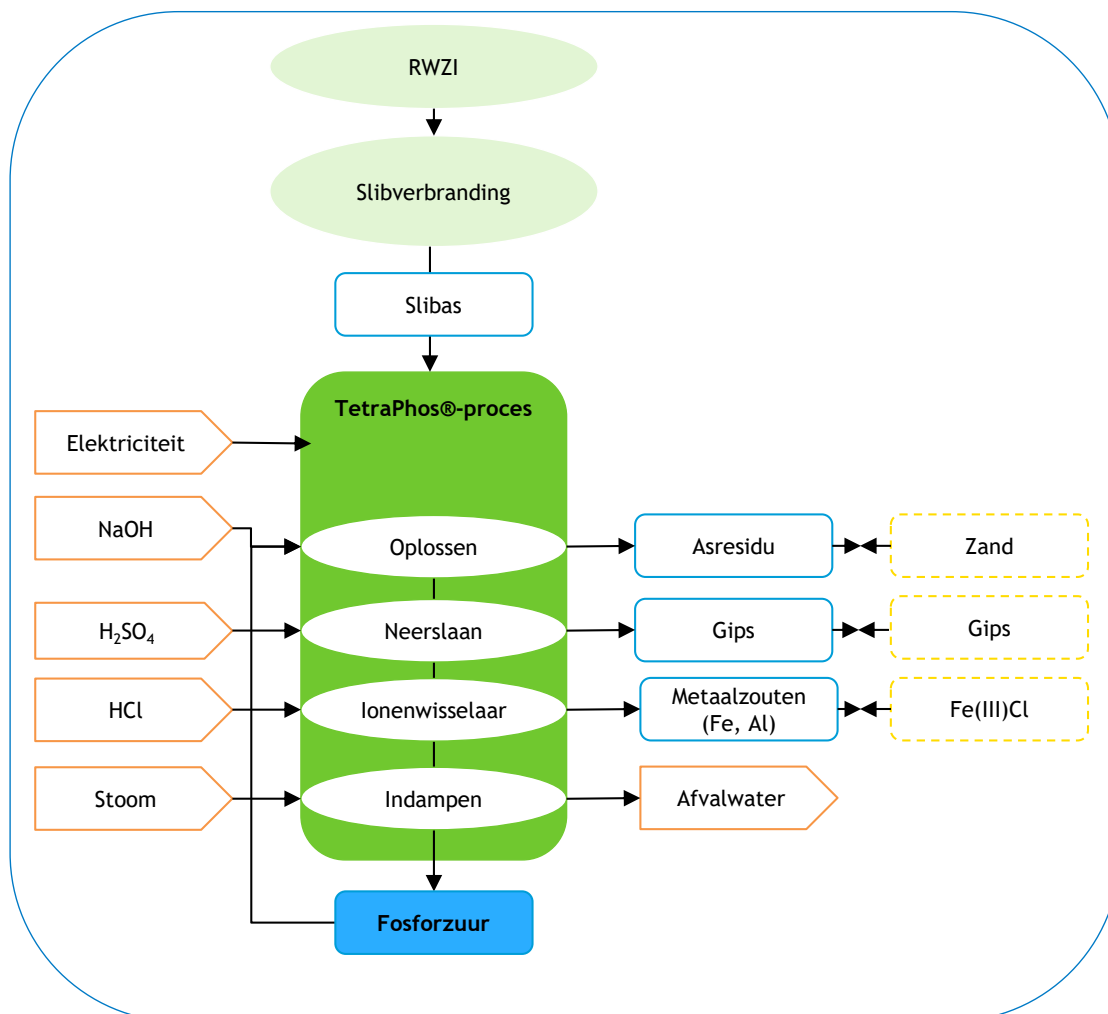 RWZI
Slibverbranding
Slibas
TetraPhos®-proces
Elektriciteit
NaOH
Oplossen
Asresidu
Zand
H₂SO₄
Neerslaan
Gips
Gips
HCl
Ionenwisselaar
Metaalzouten
(Fe, Al)
Fe(III)Cl
Stoom
Indampen
Afvalwater
Fosforzuur